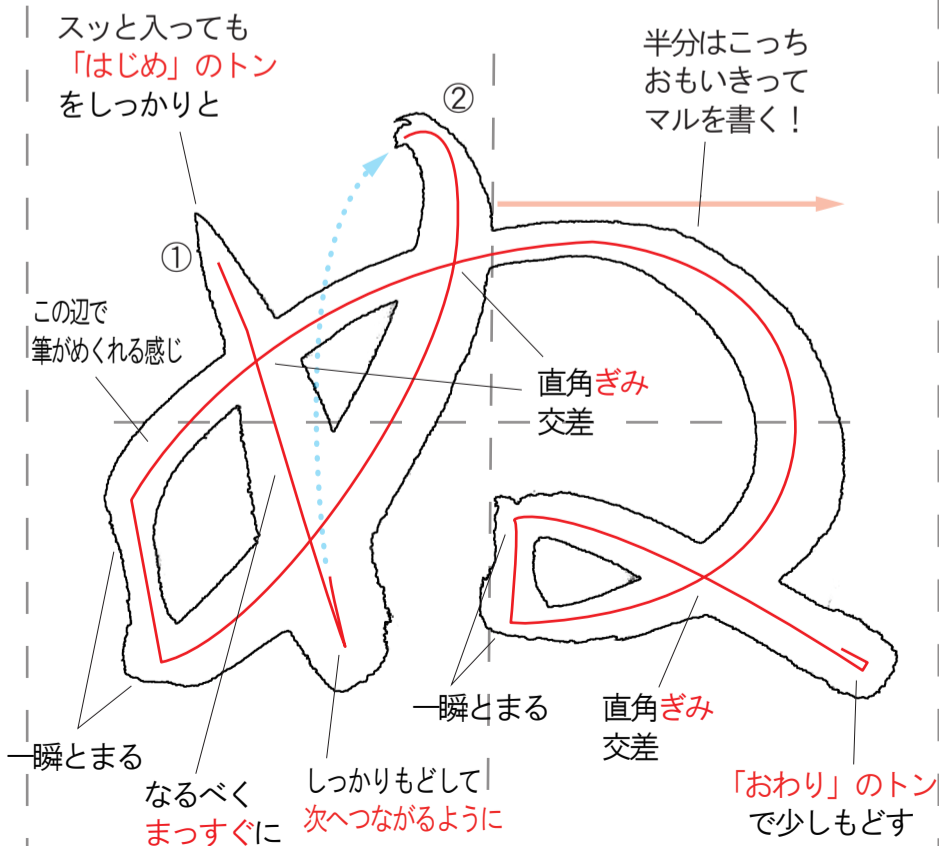 スッと入っても
「はじめ」のトン
をしっかりと
半分はこっち
おもいきって
マルを書く！
②
①
この辺で
筆がめくれる感じ
直角ぎみ
交差
一瞬とまる
なるべく
まっすぐに
しっかりもどして
次へつながるように
一瞬とまる
直角ぎみ
交差
「おわり」のトン
で少しもどす